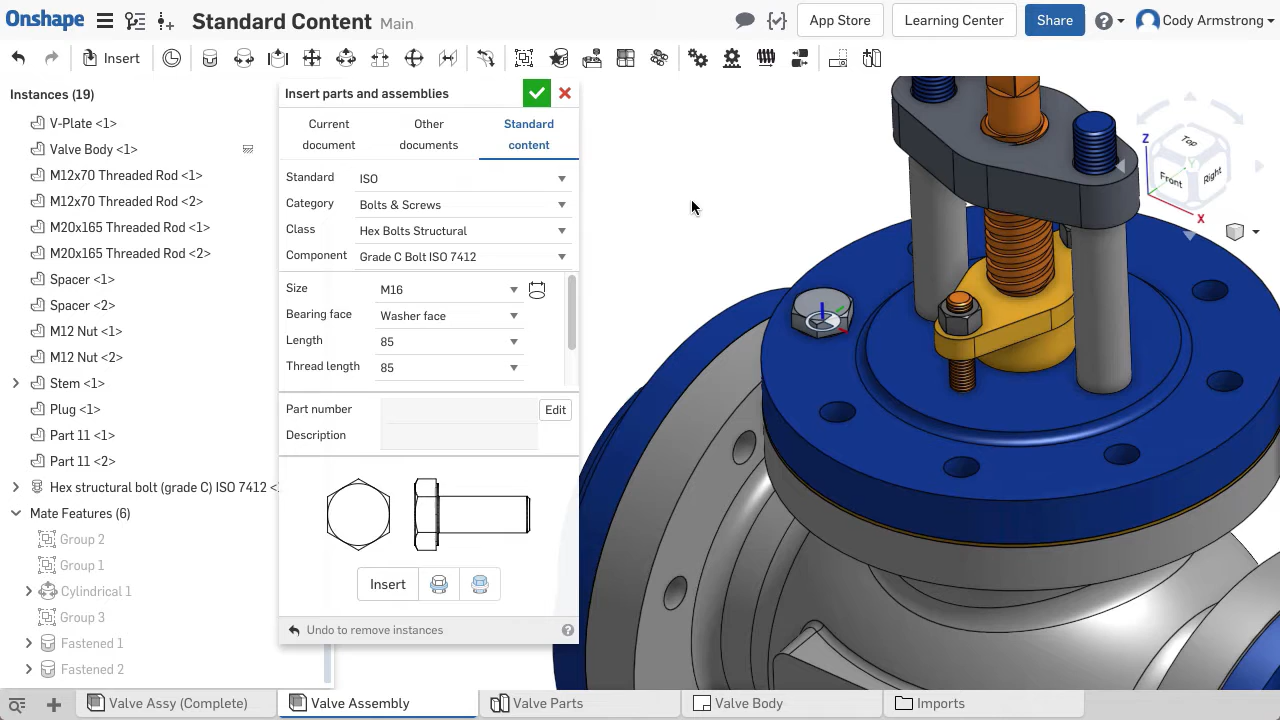 Onshape
Standard Content Main
App Store
Learning Center
Share
Cody Armstrong
Insert
Instances (19)
V-Plate <1>
Valve Body <1>
M12x70 Threaded Rod <1>
M12x70 Threaded Rod <2>
M20x165 Threaded Rod <1>
M20x165 Threaded Rod <2>
Spacer <1>
Spacer <2>
M12 Nut <1>
M12 Nut <2>
Stem <1>
Plug <1>
Part 11 <1>
Part 11 <2>
Hex structural bolt (grade C) ISO 7412 <
Mate Features (6)
Group 2
Group 1
Cylindrical 1
Group 3
Fastened 1
Fastened 2
Insert parts and assemblies
Current document
Other documents
Standard content
Standard ISO
Category Bolts & Screws
Class Hex Bolts Structural
Component Grade C Bolt ISO 7412
Size M16
Bearing face Washer face
Length 85
Thread length 85
Part number Edit
Description
Insert
Undo to remove instances
Z
Top
Front
Right
Y
X
Valve Assy (Complete)
Valve Assembly
Valve Parts
Valve Body
Imports